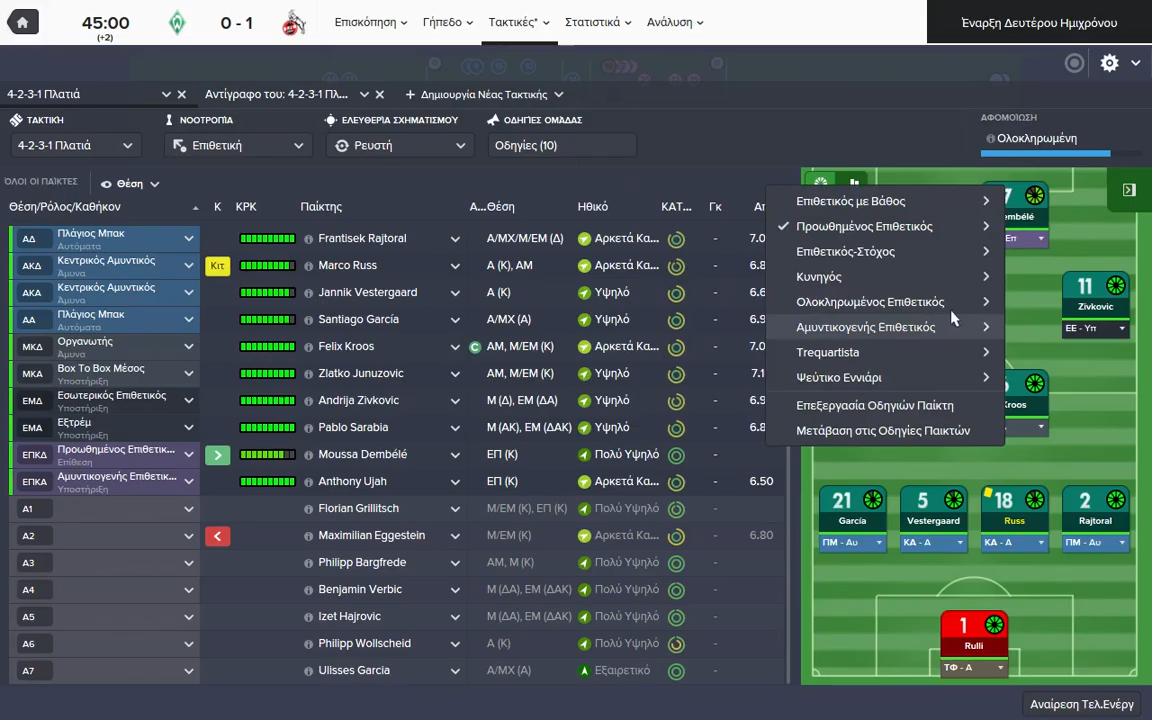 45:00
(+2)
0 - 1
Επισκόπηση
Γήπεδο
Τακτικές*
Στατιστικά
Ανάλυση
Έναρξη Δευτέρου Ημιχρόνου
4-2-3-1 Πλατιά
Αντίγραφο του: 4-2-3-1 Πλ...
Δημιουργία Νέας Τακτικής
ΤΑΚΤΙΚΗ
ΝΟΟΤΡΟΠΙΑ
ΕΛΕΥΘΕΡΙΑ ΣΧΗΜΑΤΙΣΜΟΥ
ΟΔΗΓΙΕΣ ΟΜΑΔΑΣ
ΑΦΟΜΟΙΩΣΗ
4-2-3-1 Πλατιά
Επιθετική
Ρευστή
Οδηγίες (10)
Ολοκληρωμένη
ΟΛΟΙ ΟΙ ΠΑΙΚΤΕΣ
Θέση
Θέση/Ρόλος/Καθήκον
Κ
ΚΡΚ
Παίκτης
Α...
Θέση
Ηθικό
ΚΑΤ...
Γκ
ΑΔ Πλάγιος Μπακ
Αυτόματα
Frantisek Rajtoral Α/ΜΧ/Μ/ΕΜ (Δ) Αρκετά Κα... - 7.0
ΑΚΔ Κεντρικός Αμυντικός
Άμυνα
Κιτ Marco Russ Α (Κ), ΑΜ Αρκετά Κα... - 6.8
ΑΚΑ Κεντρικός Αμυντικός
Άμυνα
Jannik Vestergaard Α (Κ) Υψηλό - 6.6
ΑΑ Πλάγιος Μπακ
Αυτόματα
Santiago García Α/ΜΧ (Α) Υψηλό - 6.9
ΜΚΔ Οργανωτής
Άμυνα
Felix Kroos C ΑΜ, Μ/ΕΜ (Κ) Αρκετά Κα... - 7.0
ΜΚΑ Box To Box Μέσος
Υποστήριξη
Zlatko Junuzovic ΑΜ, Μ/ΕΜ (Κ) Υψηλό - 7.1
ΕΜΔ Εσωτερικός Επιθετικός
Υποστήριξη
Andrija Zivkovic Μ (Δ), ΕΜ (ΔΑ) Υψηλό - 6.9
ΕΜΑ Εξτρέμ
Υποστήριξη
Pablo Sarabia Μ (ΑΚ), ΕΜ (ΔΑΚ) Υψηλό - 6.8
ΕΠΚΔ Προωθημένος Επιθετικ...
Επίθεση
Moussa Dembélé ΕΠ (Κ) Πολύ Υψηλό -
ΕΠΚΑ Αμυντικογενής Επιθετικ...
Υποστήριξη
Anthony Ujah ΕΠ (Κ) Υψηλό - 6.50
Α1 Florian Grillitsch Μ/ΕΜ (Κ), ΕΠ (Κ) Πολύ Υψηλό -
Α2 Maximilian Eggestein Μ/ΕΜ (Κ) Αρκετά Κα... - 6.80
Α3 Philipp Bargfrede ΑΜ, Μ (Κ) Πολύ Υψηλό -
Α4 Benjamin Verbic Μ (ΔΑ), ΕΜ (ΔΑΚ) Πολύ Υψηλό -
Α5 Izet Hajrovic Μ (ΔΑ), ΕΜ (ΔΑΚ) Πολύ Υψηλό -
Α6 Philipp Wollscheid Α (Κ) Πολύ Υψηλό -
Α7 Ulisses Garcia Α/ΜΧ (Α) Εξαιρετικό -
Επιθετικός με Βάθος
Προωθημένος Επιθετικός
Επιθετικός-Στόχος
Κυνηγός
Ολοκληρωμένος Επιθετικός
Αμυντικογενής Επιθετικός
Trequartista
Ψεύτικο Εννιάρι
Επεξεργασία Οδηγιών Παίκτη
Μετάβαση στις Οδηγίες Παικτών
11
Zivkovic
ΕΕ - Υπ
Kroos
21
García
ΠΜ - Αυ
5
Vestergaard
ΚΑ - Α
18
Russ
ΚΑ - Α
2
Rajtoral
ΠΜ - Αυ
1
Rulli
ΤΦ - Α
Αναίρεση Τελ.Ενέργ